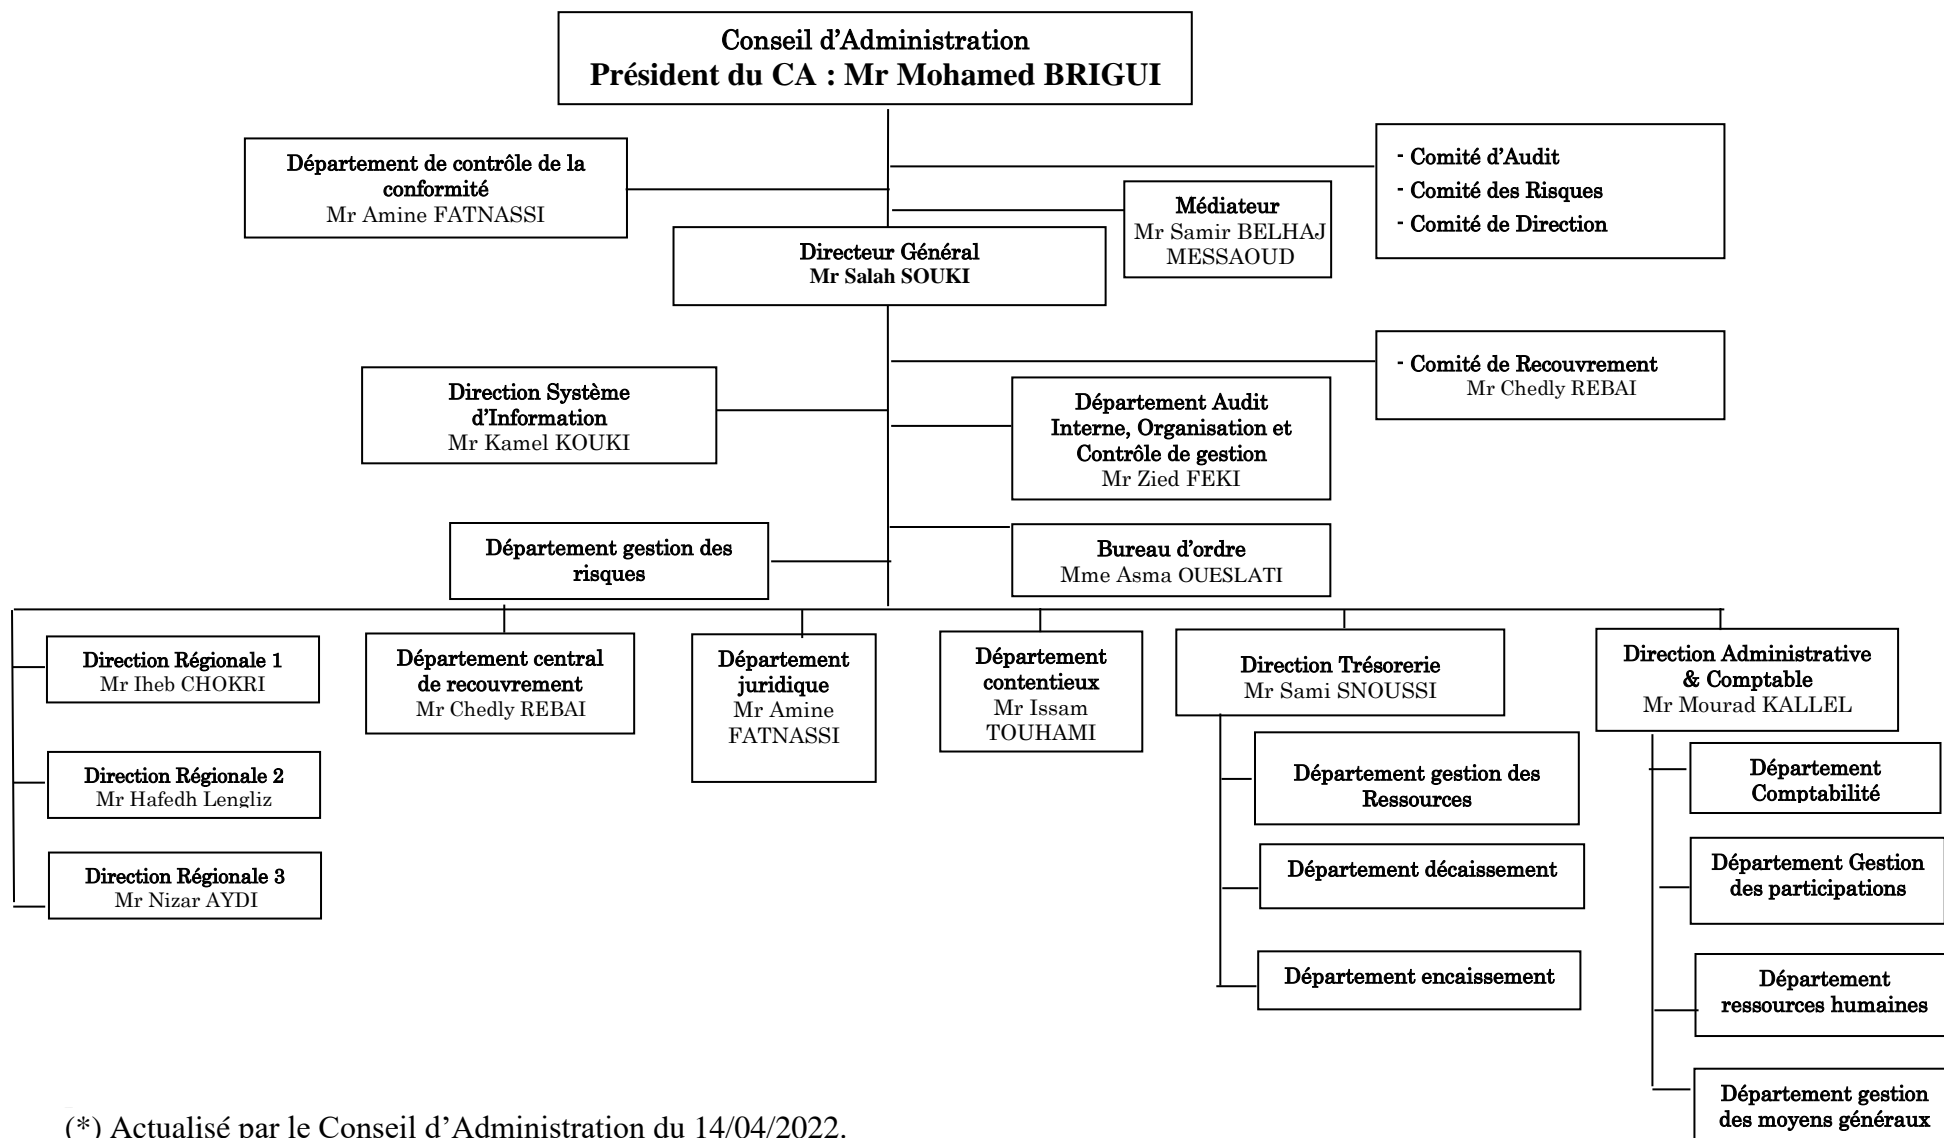 Conseil d'Administration
Président du CA : Mr Mohamed BRIGUI
Département de contrôle de la
conformité
Mr Amine FATNASSI
- Comité d'Audit
- Comité des Risques
- Comité de Direction
Médiateur
Mr Samir BELHAJ
MESSAOUD
Directeur Général
Mr Salah SOUKI
- Comité de Recouvrement
Mr Chedly REBAI
Direction Système
d'Information
Mr Kamel KOUKI
Département Audit
Interne, Organisation et
Contrôle de gestion
Mr Zied FEKI
Département gestion des
risques
Bureau d'ordre
Mme Asma OUESLATI
Direction Régionale 1
Mr Iheb CHOKRI
Direction Régionale 2
Mr Hafedh Lengliz
Direction Régionale 3
Mr Nizar AYDI
Département central
de recouvrement
Mr Chedly REBAI
Département
juridique
Mr Amine
FATNASSI
Département
contentieux
Mr Issam
TOUHAMI
Direction Trésorerie
Mr Sami SNOUSSI
Département gestion des
Ressources
Département décaissement
Département encaissement
Direction Administrative
& Comptable
Mr Mourad KALLEL
Département
Comptabilité
Département Gestion
des participations
Département
ressources humaines
Département gestion
des moyens généraux
(*) Actualisé par le Conseil d'Administration du 14/04/2022.